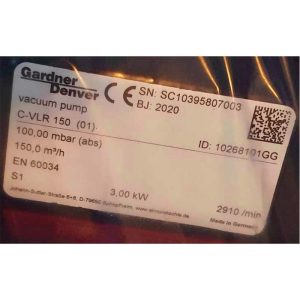 Gardner
Denver
CE SN: SC10395807003
BJ: 2020
vacuum pump
C-VLR 150 (01)
ID: 10268101GG
100,00 mbar (abs)
150,0 m³/h
EN 60034
S1
3,00 kW
2910 /min
Made in Germany